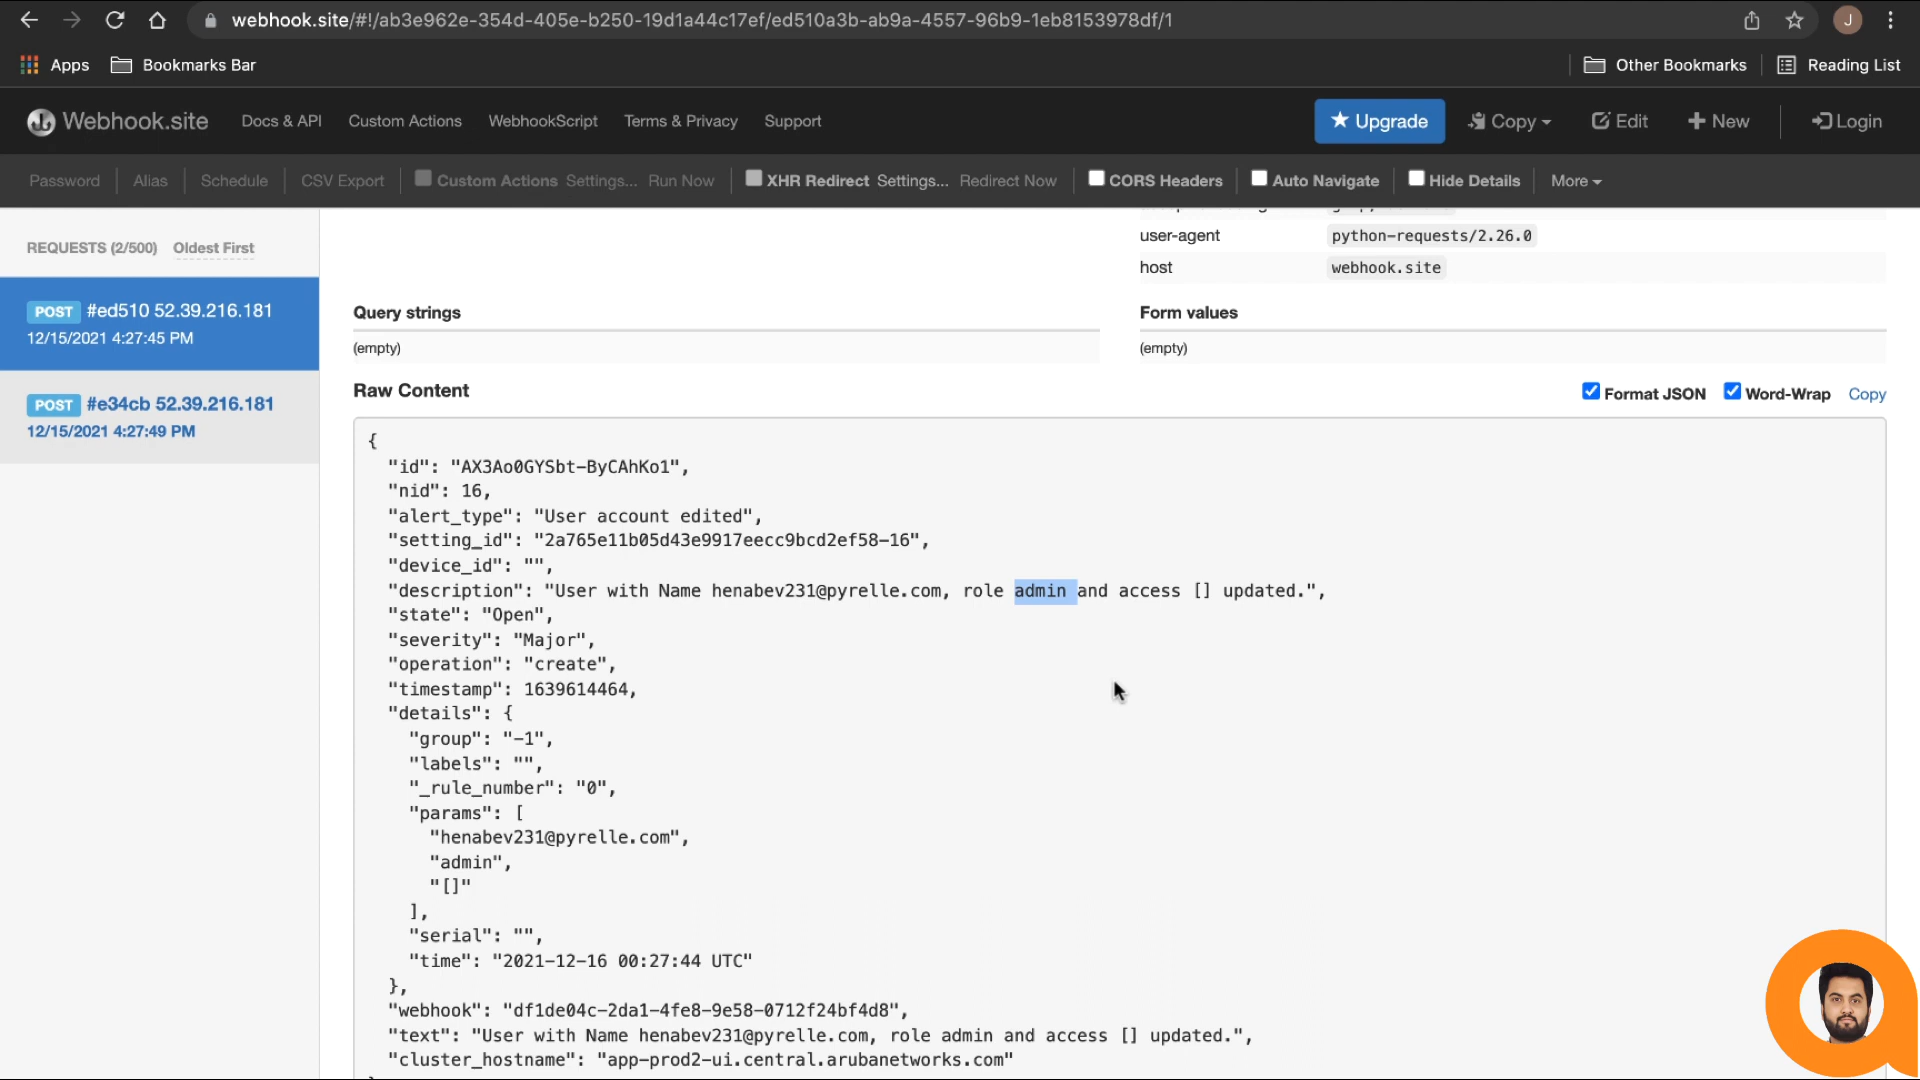 webhook.site/#!/ab3e962e-354d-405e-b250-19d1a44c17ef/ed510a3b-ab9a-4557-96b9-1eb8153978df/1
J
Apps
Bookmarks Bar
Other Bookmarks
Reading List
Webhook.site
Docs & API
Custom Actions
WebhookScript
Terms & Privacy
Support
Upgrade
Copy
Edit
New
Login
Password
Alias
Schedule
CSV Export
Custom Actions Settings... Run Now
XHR Redirect Settings... Redirect Now
CORS Headers
Auto Navigate
Hide Details
More
REQUESTS (2/500) Oldest First
POST #ed510 52.39.216.181
12/15/2021 4:27:45 PM
POST #e34cb 52.39.216.181
12/15/2021 4:27:49 PM
user-agent python-requests/2.26.0
host webhook.site
Query strings
(empty)
Form values
(empty)
Raw Content
Format JSON
Word-Wrap
Copy
{
"id": "AX3Ao0GYSbt-ByCAhKo1",
"nid": 16,
"alert_type": "User account edited",
"setting_id": "2a765e11b05d43e9917eecc9bcd2ef58-16",
"device_id": "",
"description": "User with Name henabev231@pyrelle.com, role admin and access [] updated.",
"state": "Open",
"severity": "Major",
"operation": "create",
"timestamp": 1639614464,
"details": {
"group": "-1",
"labels": "",
"_rule_number": "0",
"params": [
"henabev231@pyrelle.com",
"admin",
"[]"
],
"serial": "",
"time": "2021-12-16 00:27:44 UTC"
},
"webhook": "df1de04c-2da1-4fe8-9e58-0712f24bf4d8",
"text": "User with Name henabev231@pyrelle.com, role admin and access [] updated.",
"cluster_hostname": "app-prod2-ui.central.arubanetworks.com"